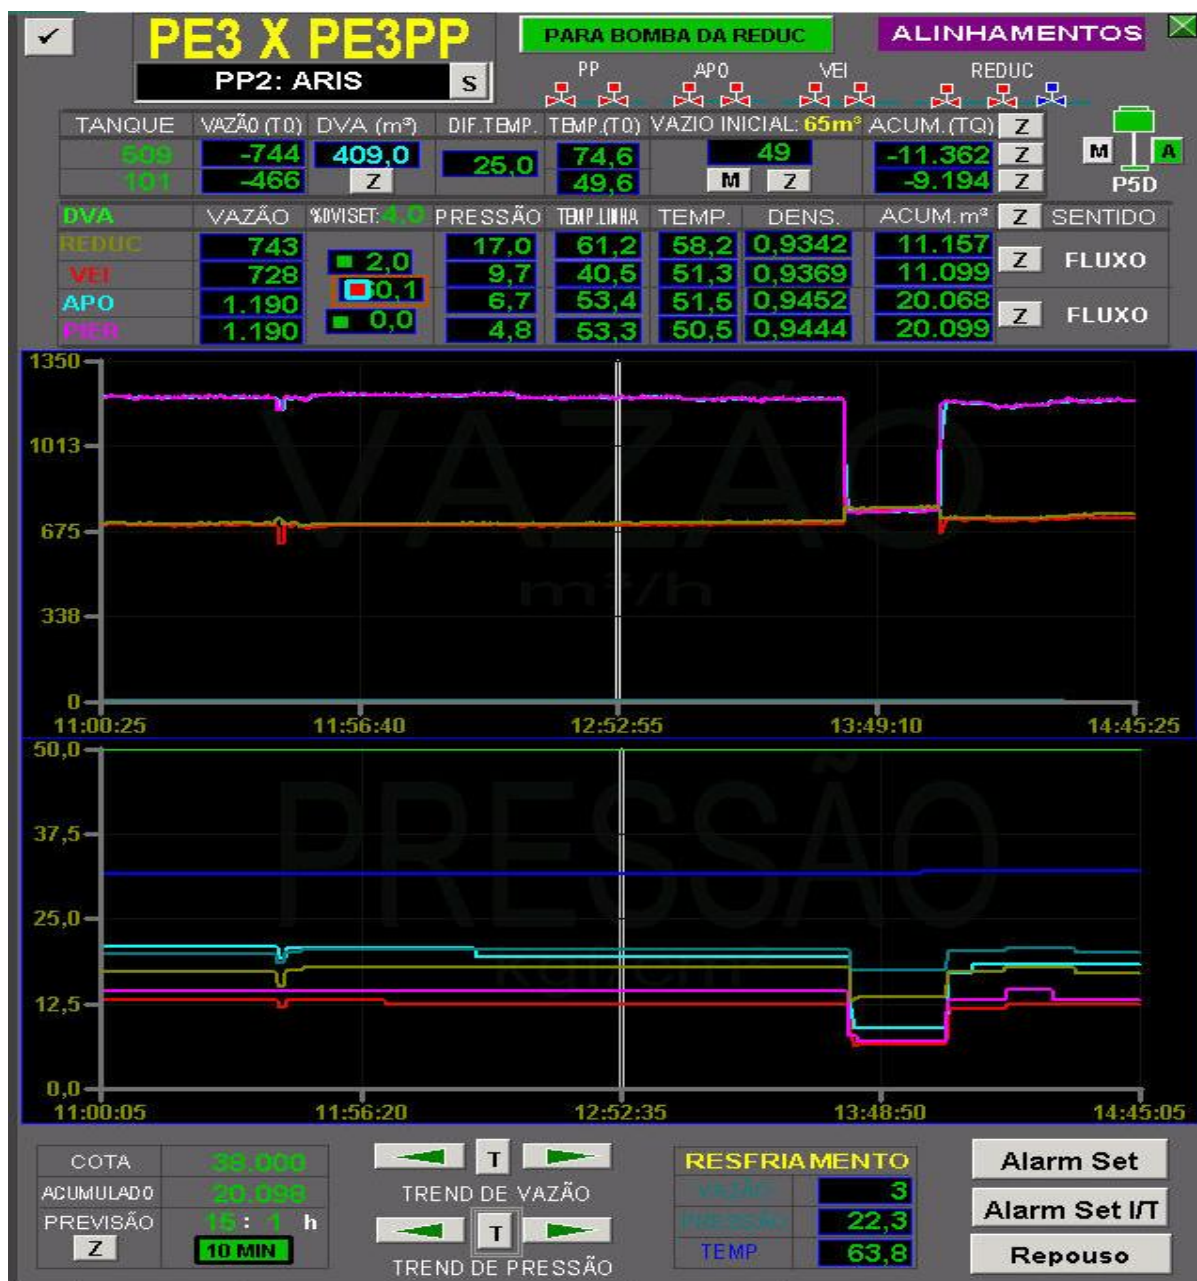 PE3 X PE3PP PARA BOMBA DA REDUC ALINHAMENTOS
PP2: ARIS S PP APO VEI REDUC
TANQUE VAZÃO (TQ) DVA (m³) DIF.TEMP. TEMP.(TQ) VAZIO INICIAL: 65m³ ACUM.(TQ) Z
509 -744 409,0 25,0 74,6 49 -11.362 Z M A
101 -466 Z 49,6 M Z -9.194 Z P5D
DVA VAZÃO %DVISET: 4,0 PRESSÃO TEMP.LINHA TEMP. DENS. ACUM.m³ Z SENTIDO
REDUC 743 2,0 17,0 61,2 58,2 0,9342 11.157 Z FLUXO
VEI 728 0,1 9,7 40,5 51,3 0,9369 11.099
APO 1.190 6,7 53,4 51,5 0,9452 20.068 Z FLUXO
PIER 1.190 0,0 4,8 53,3 50,5 0,9444 20.099
1350
1013
675
338
0
VAZÃO
m³/h
11:00:25 11:56:40 12:52:55 13:49:10 14:45:25
50,0
37,5
25,0
12,5
0,0
PRESSÃO
11:00:05 11:56:20 12:52:35 13:48:50 14:45:05
COTA 38.000 T RESFRIAMENTO Alarm Set
ACUMULADO 20.098 TREND DE VAZÃO VAZÃO 3
PREVISÃO 15: 1 h T PRESSÃO 22,3 Alarm Set I/T
Z 10 MIN TREND DE PRESSÃO TEMP 63,8 Repouso